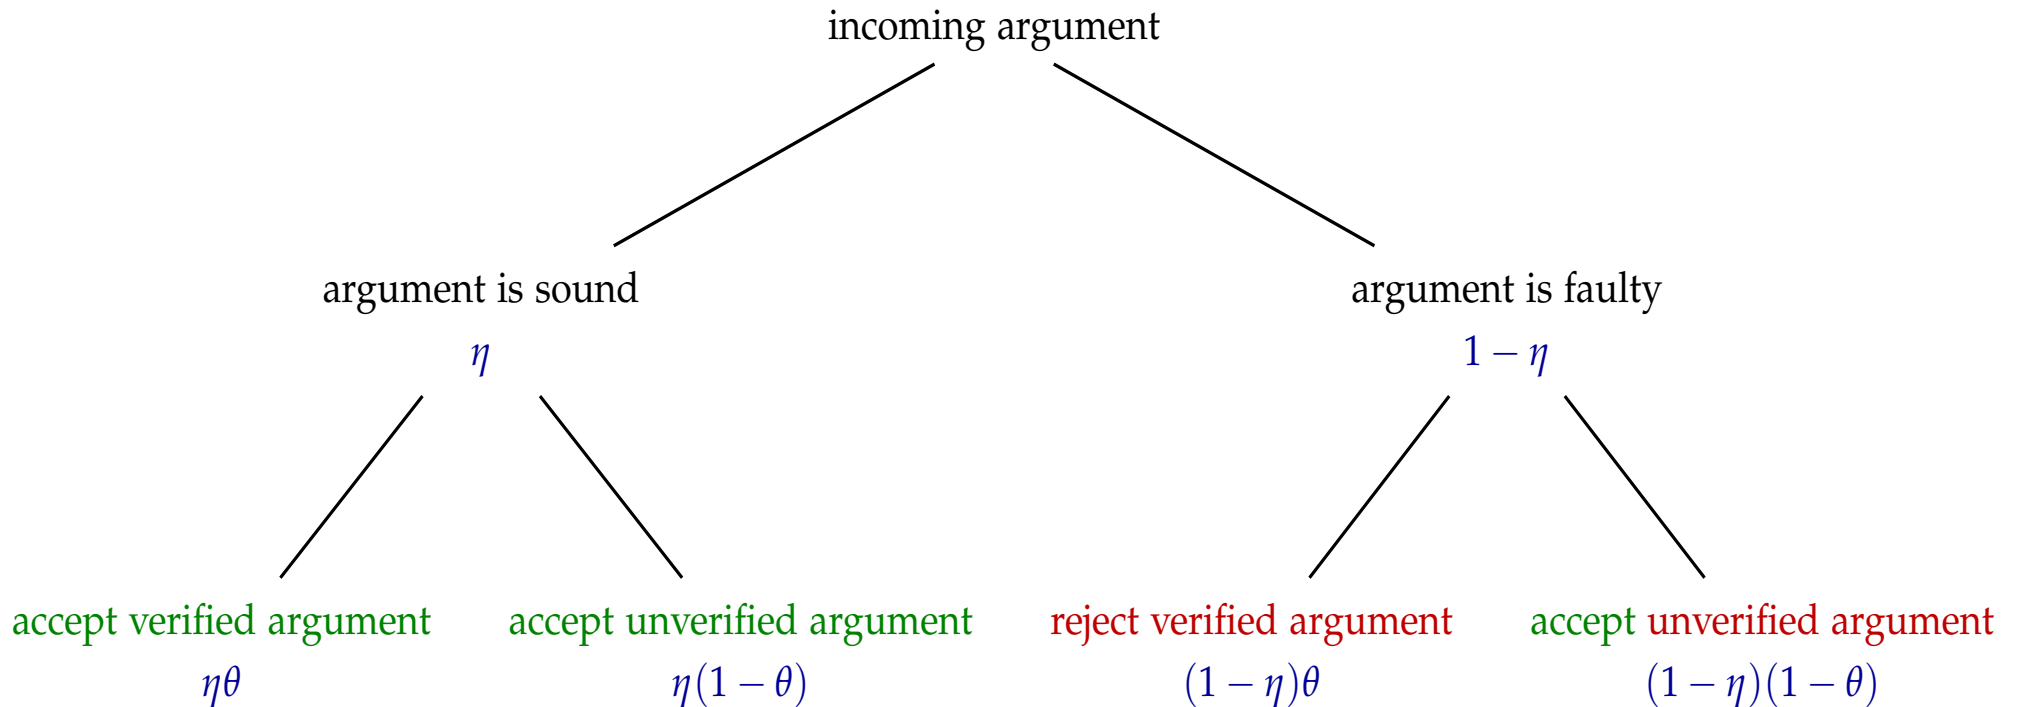 incoming argument
argument is sound
η
argument is faulty
1 − η
accept verified argument
ηθ
accept unverified argument
η(1 − θ)
reject verified argument
(1 − η)θ
accept unverified argument
(1 − η)(1 − θ)